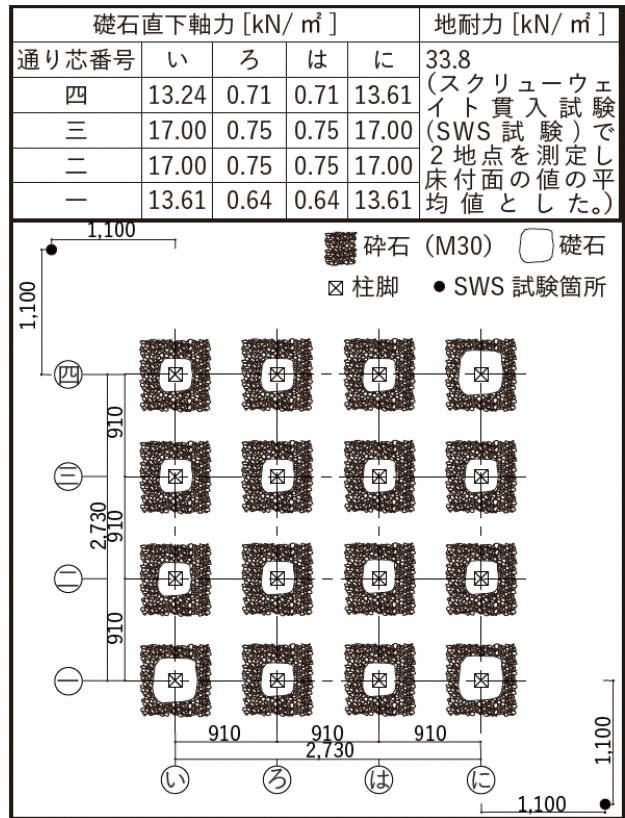 礎石直下軸力 [kN/㎡] 地耐力 [kN/㎡]
通り芯番号 い ろ は に
四 13.24 0.71 0.71 13.61
三 17.00 0.75 0.75 17.00
二 17.00 0.75 0.75 17.00
一 13.61 0.64 0.64 13.61
33.8
(スクリューウェ
イト貫入試験
(SWS試験)で
2地点を測定し
床付面の値の平
均値とした。)
1,100
砕石(M30) 礎石
柱脚 SWS 試験箇所
1,100
四
910
三
2,730
910
二
910
一
910 910 910
2,730
い ろ は に
1,100
1,100